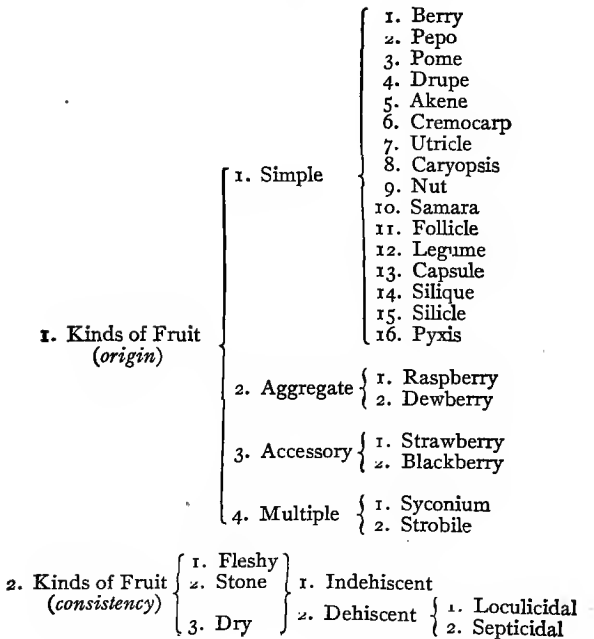 1. Berry
2. Pepo
3. Pome
4. Drupe
5. Akene
6. Cremocarp
7. Utricle
1. Simple
8. Caryopsis
9. Nut
10. Samara
11. Follicle
12. Legume
13. Capsule
14. Silique
15. Silicle
1. Kinds of Fruit
16. Pyxis
(origin)
2. Aggregate
1. Raspberry
2. Dewberry
3. Accessory
1. Strawberry
2. Blackberry
4. Multiple
1. Syconium
2. Strobile
1. Fleshy
2. Kinds of Fruit
2. Stone
1. Indehiscent
(consistency)
3. Dry
2. Dehiscent
1. Loculicidal
2. Septicidal